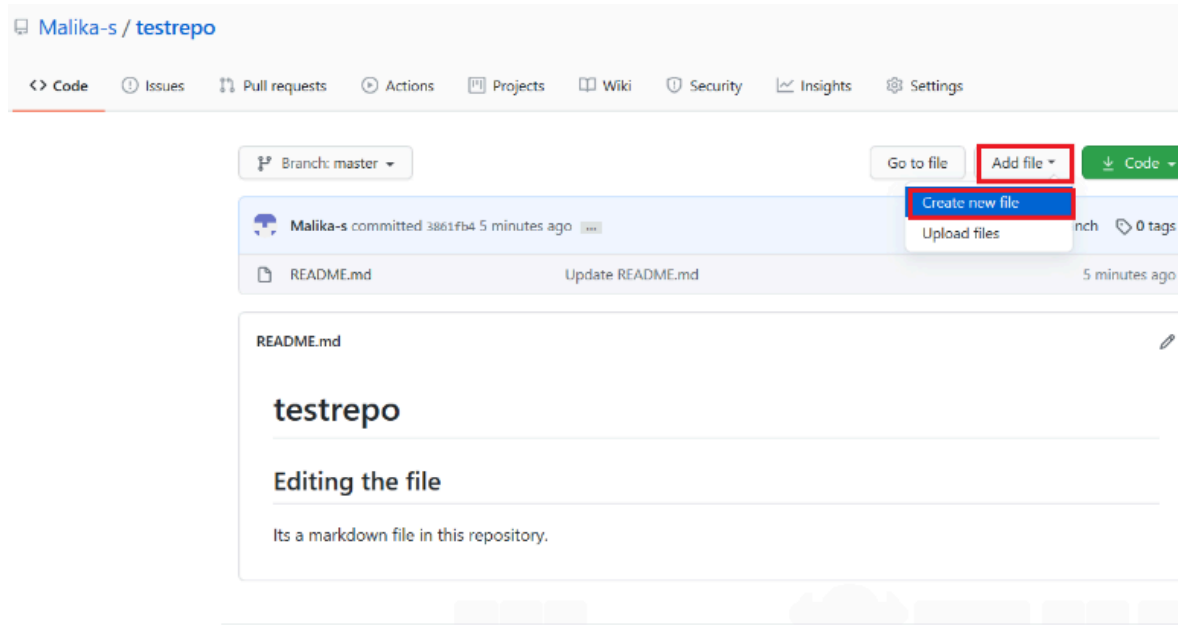 Malika-s / testrepo
<> Code Issues Pull requests Actions Projects Wiki Security Insights Settings
Branch: master Go to file Add file Code
Create new file
Malika-s committed 3861fb4 5 minutes ago ... nch 0 tags
Upload files
README.md Update README.md 5 minutes ago
README.md
testrepo
Editing the file
Its a markdown file in this repository.